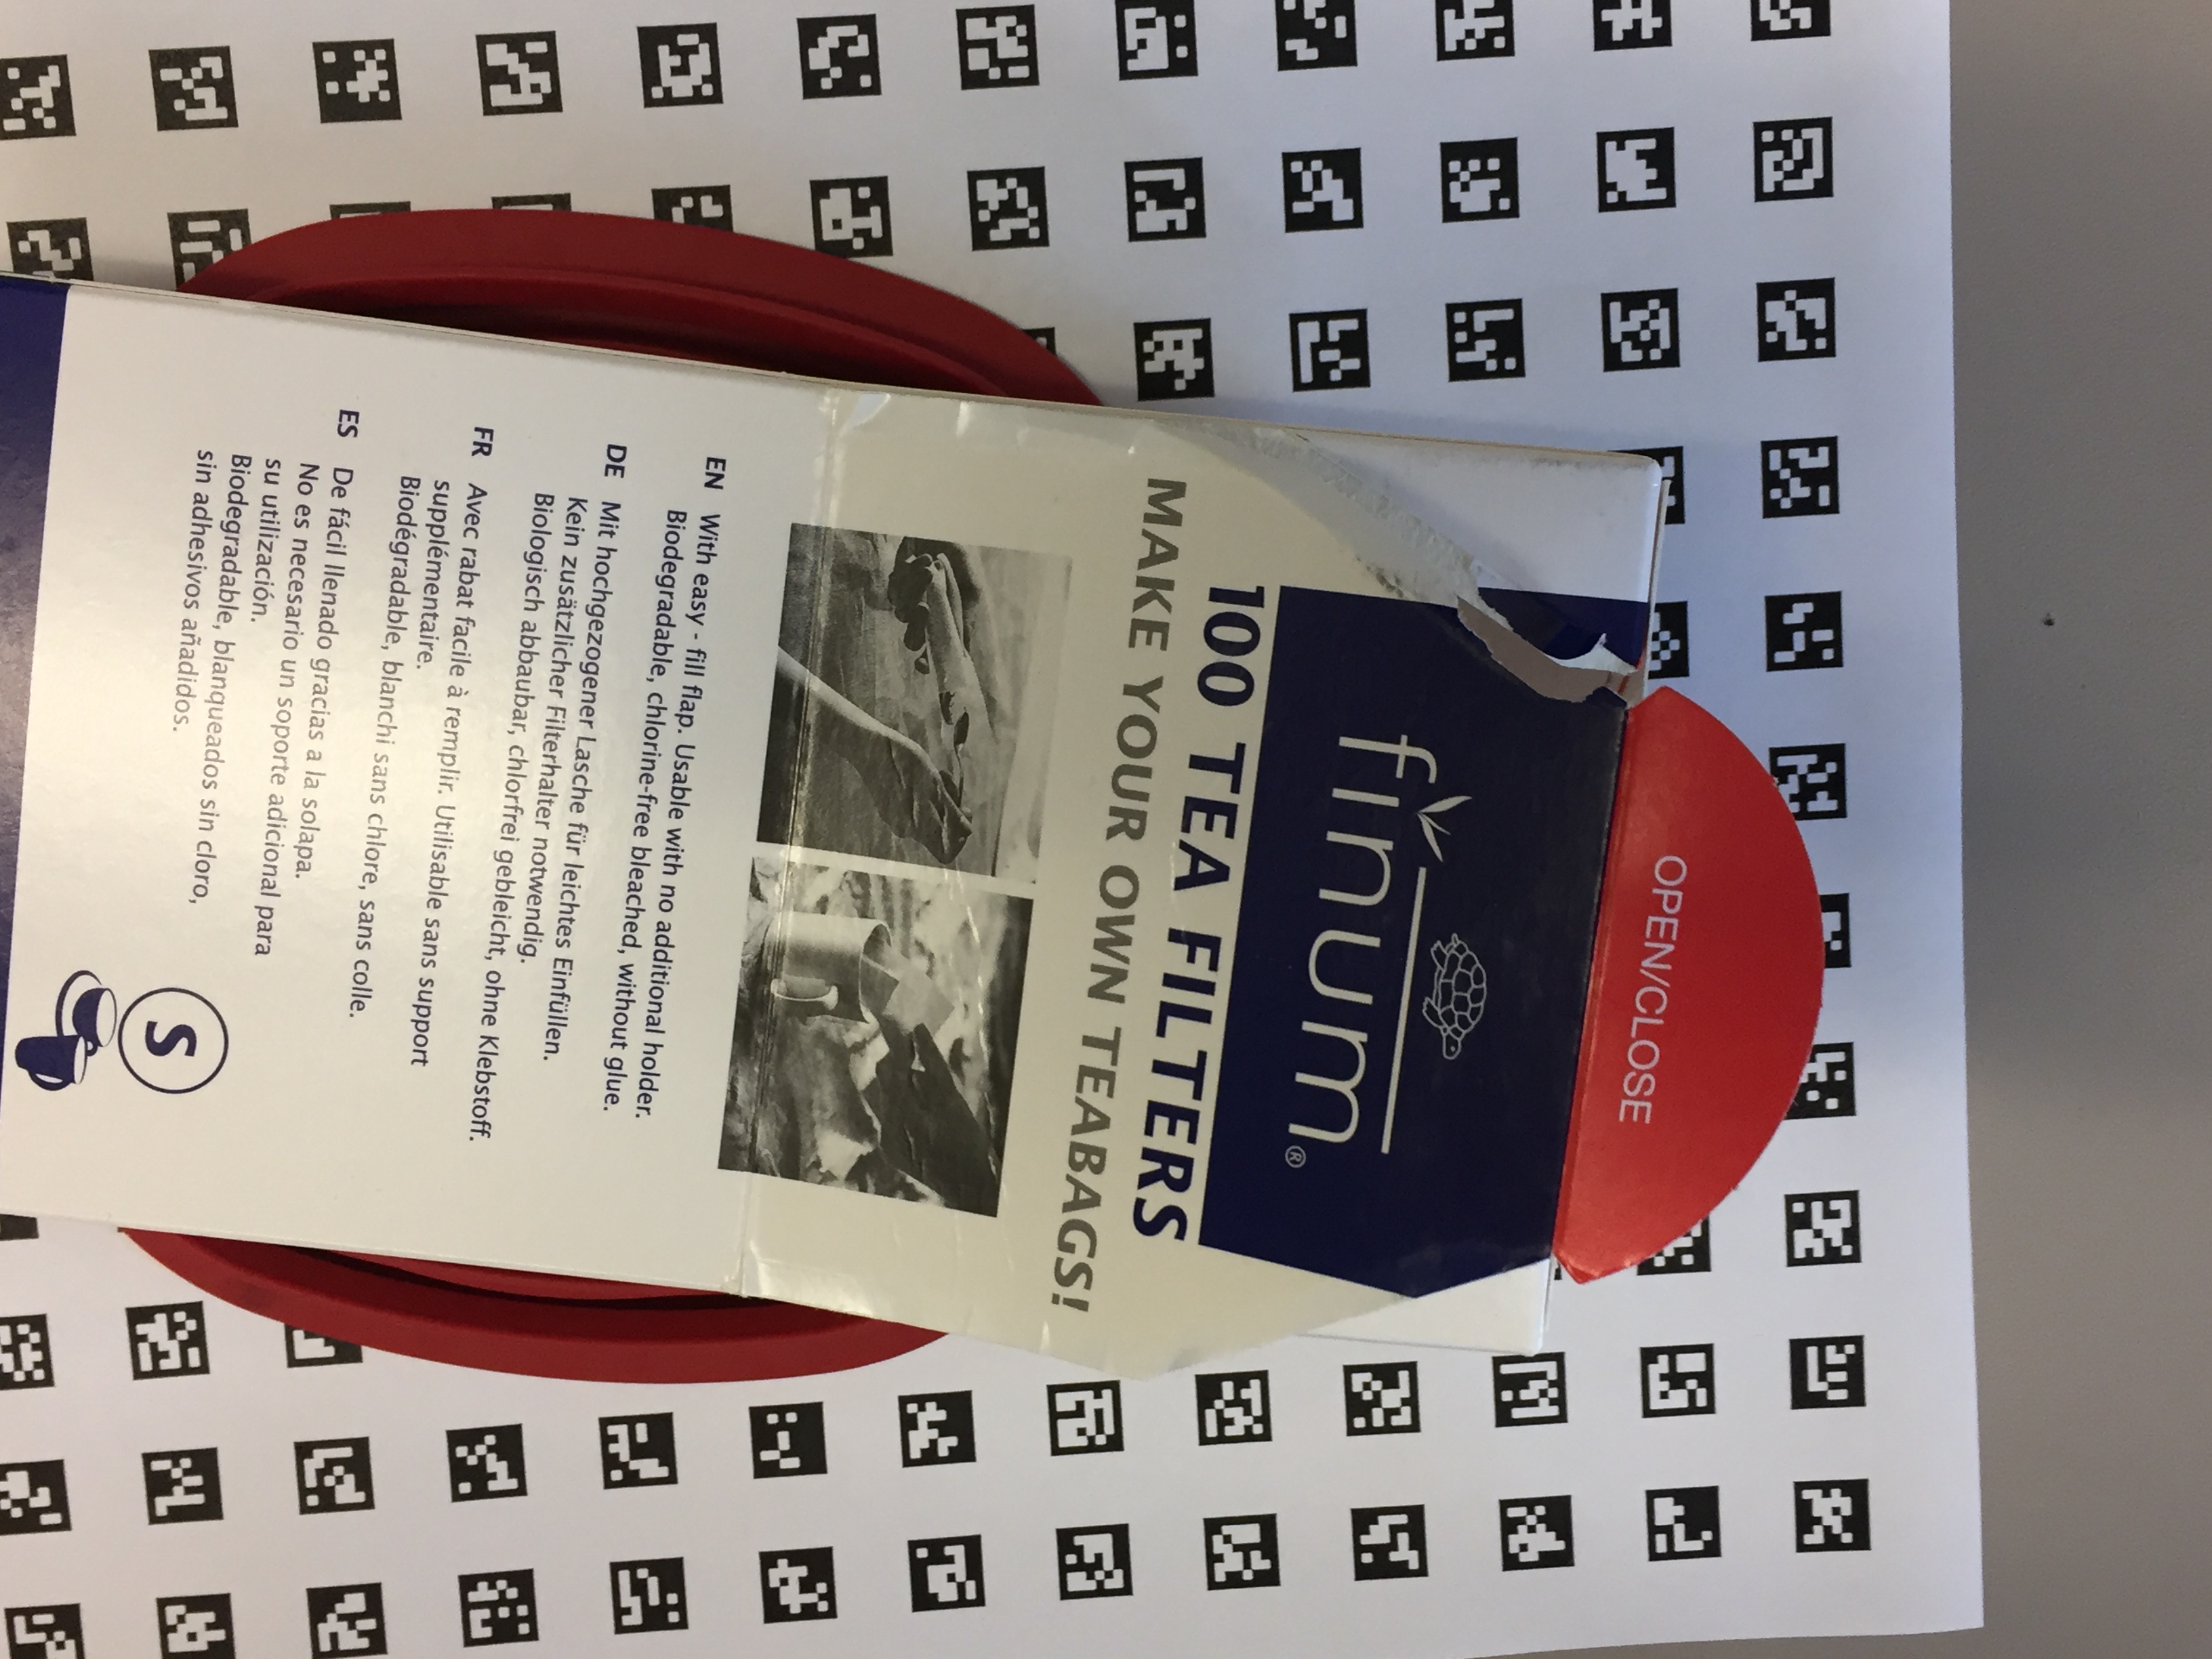 OPEN/CLOSE
finum®
100 TEA FILTERS
MAKE YOUR OWN TEABAGS!
EN With easy - fill flap. Usable with no additional holder.
Biodegradable, chlorine-free bleached, without glue.
DE Mit hochgezogener Lasche für leichtes Einfüllen.
Kein zusätzlicher Filterhalter notwendig.
Biologisch abbaubar, chlorfrei gebleicht, ohne Klebstoff.
FR Avec rabat facile à remplir. Utilisable sans support
supplémentaire.
Biodégradable, blanchi sans chlore, sans colle.
ES De fácil llenado gracias a la solapa.
No es necesario un soporte adicional para
su utilización.
Biodegradable, blanqueados sin cloro,
sin adhesivos añadidos.
S